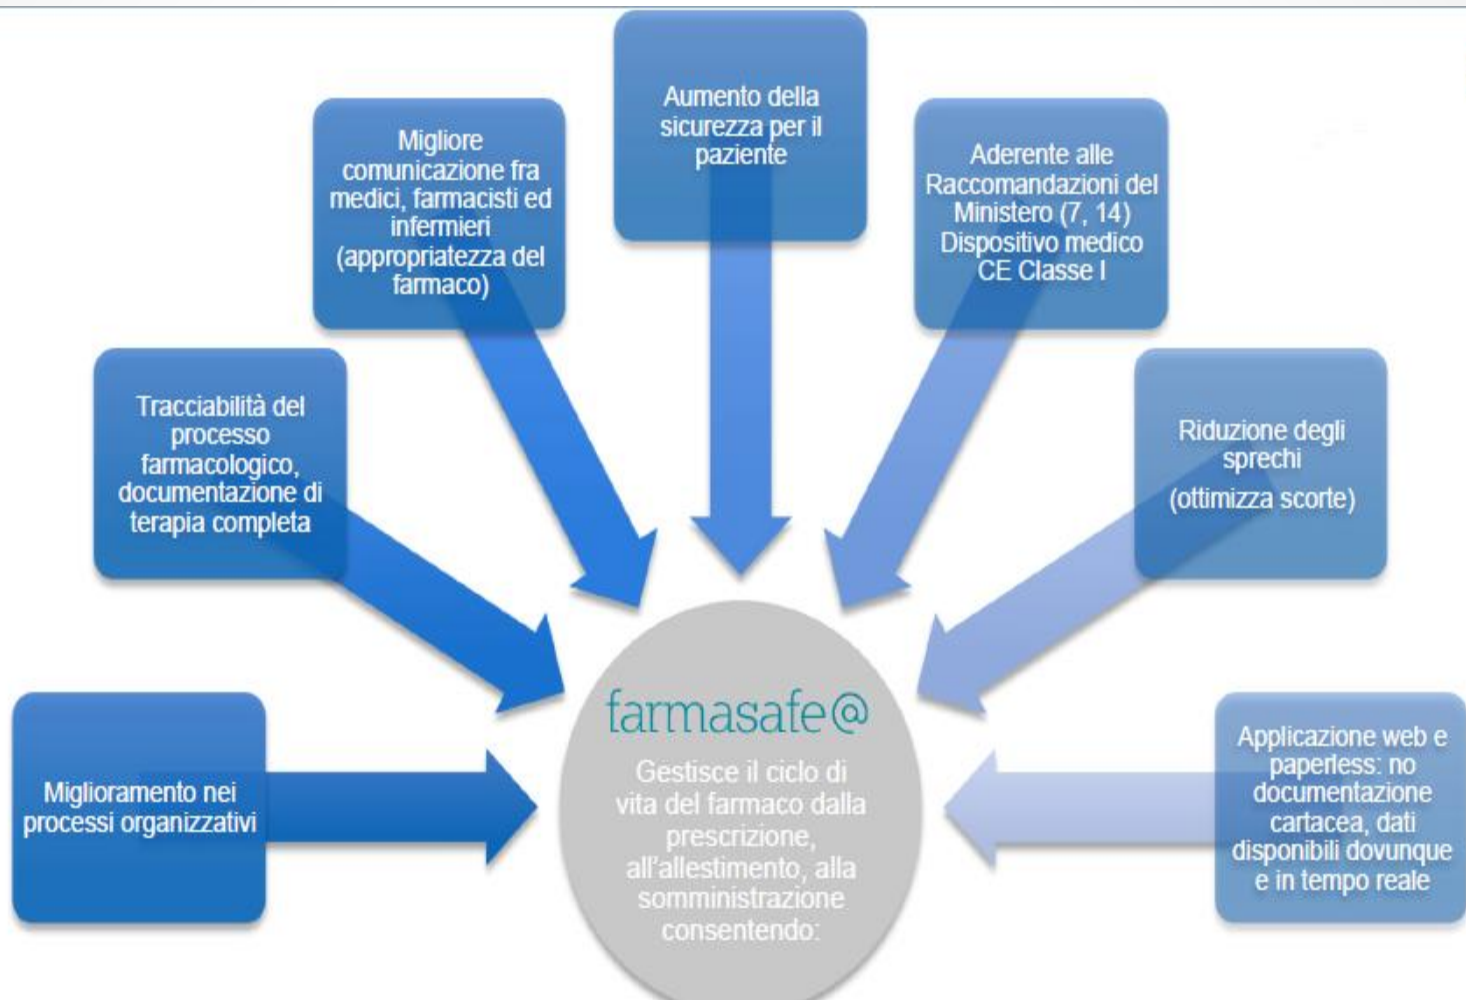 Aumento della
sicurezza per il
paziente
Migliore
comunicazione fra
medici, farmacisti ed
infermieri
(appropriatezza del
farmaco)
Aderente alle
Raccomandazioni del
Ministero (7, 14)
Dispositivo medico
CE Classe I
Tracciabilità del
processo
farmacologico,
documentazione di
terapia completa
Riduzione degli
sprechi
(ottimizza scorte)
Miglioramento nei
processi organizzativi
farmasafe@
Gestisce il ciclo di
vita del farmaco dalla
prescrizione,
all'allestimento, alla
somministrazione
consentendo:
Applicazione web e
paperless: no
documentazione
cartacea, dati
disponibili dovunque
e in tempo reale